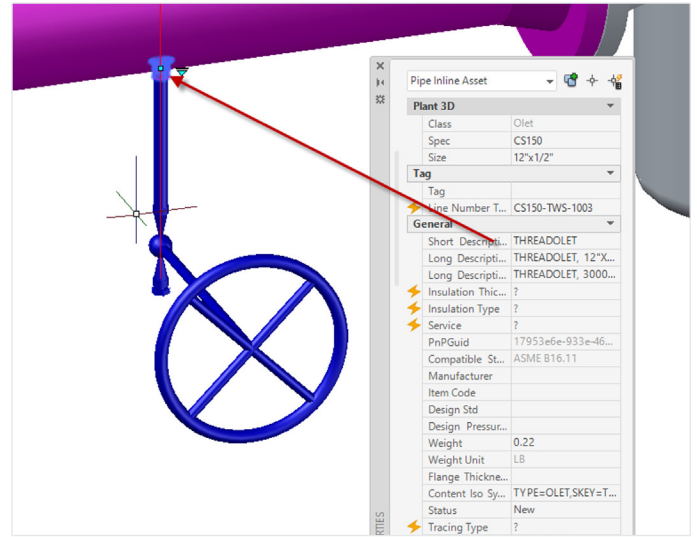 Pipe Inline Asset
Plant 3D
Class Olet
Spec CS150
Size 12"x1/2"
Tag
Tag
Line Number T... CS150-TWS-1003
General
Short Descripti... THREADOLET
Long Descripti... THREADOLET, 12"X...
Long Descripti... THREADOLET, 3000...
Insulation Thic... ?
Insulation Type ?
Service ?
PnPGuid 17953e6e-933e-46...
Compatible St... ASME B16.11
Manufacturer
Item Code
Design Std
Design Pressur...
Weight 0.22
Weight Unit LB
Flange Thickne...
Content Iso Sy... TYPE=OLET,SKEY=T...
Status New
Tracing Type ?
RTIES